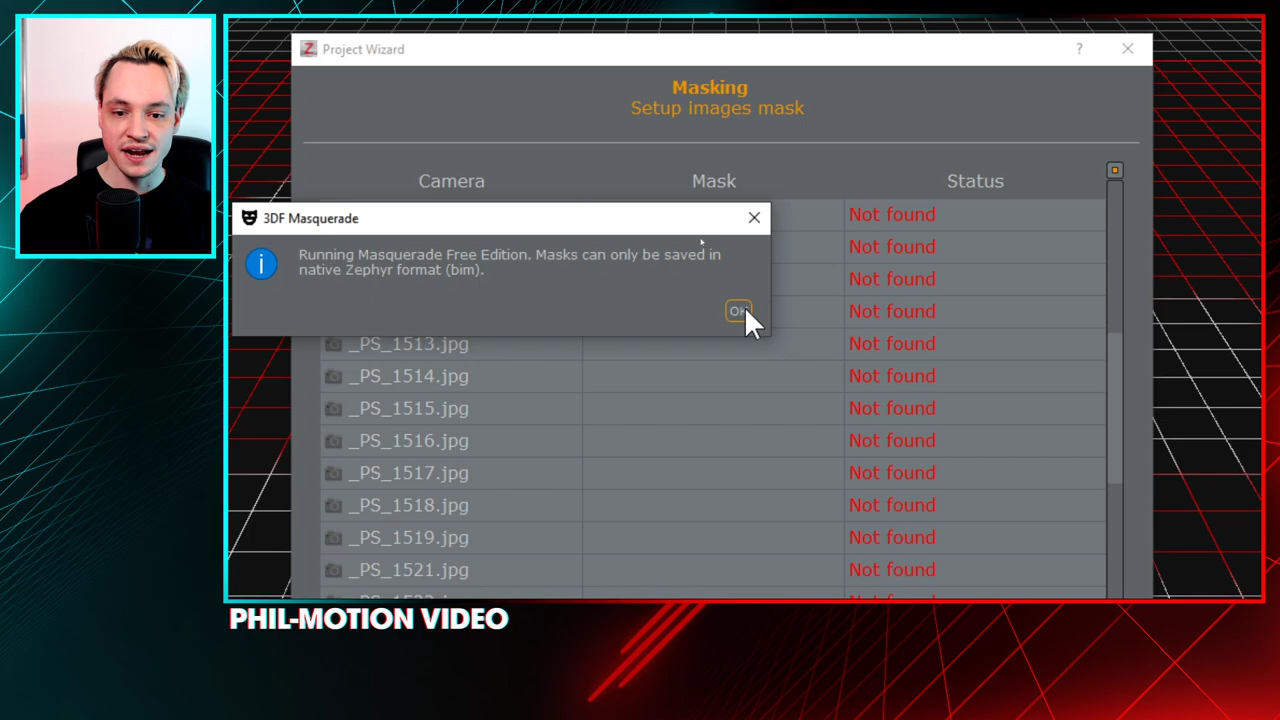 Project Wizard
?
Masking
Setup images mask
Camera Mask Status
Not found
3DF Masquerade
Not found
Running Masquerade Free Edition. Masks can only be saved in
native Zephyr format (bim).
Not found
OK
Not found
_PS_1513.jpg Not found
_PS_1514.jpg Not found
_PS_1515.jpg Not found
_PS_1516.jpg Not found
_PS_1517.jpg Not found
_PS_1518.jpg Not found
_PS_1519.jpg Not found
_PS_1521.jpg Not found
PHIL-MOTION VIDEO